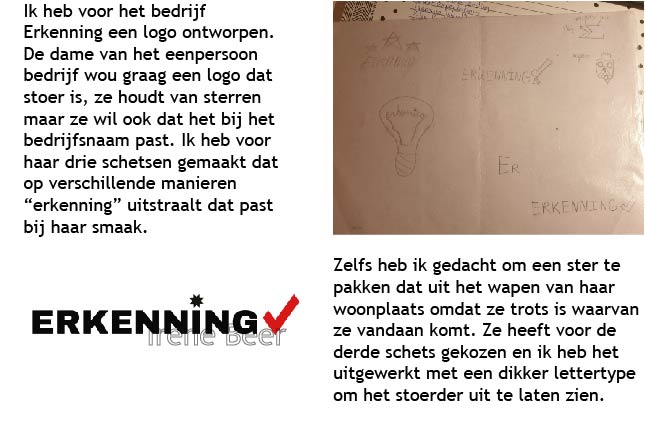 Ik heb voor het bedrijf
Erkenning een logo ontworpen.
De dame van het eenpersoon
bedrijf wou graag een logo dat
stoer is, ze houdt van sterren
maar ze wil ook dat het bij het
bedrijfsnaam past. Ik heb voor
haar drie schetsen gemaakt dat
op verschillende manieren
“erkenning” uitstraalt dat past
bij haar smaak.
ERKENNING
Irene Beer
ERKENNING
erkenning
ER
ERKENNING
Zelfs heb ik gedacht om een ster te
pakken dat uit het wapen van haar
woonplaats omdat ze trots is waarvan
ze vandaan komt. Ze heeft voor de
derde schets gekozen en ik heb het
uitgewerkt met een dikker lettertype
om het stoerder uit te laten zien.